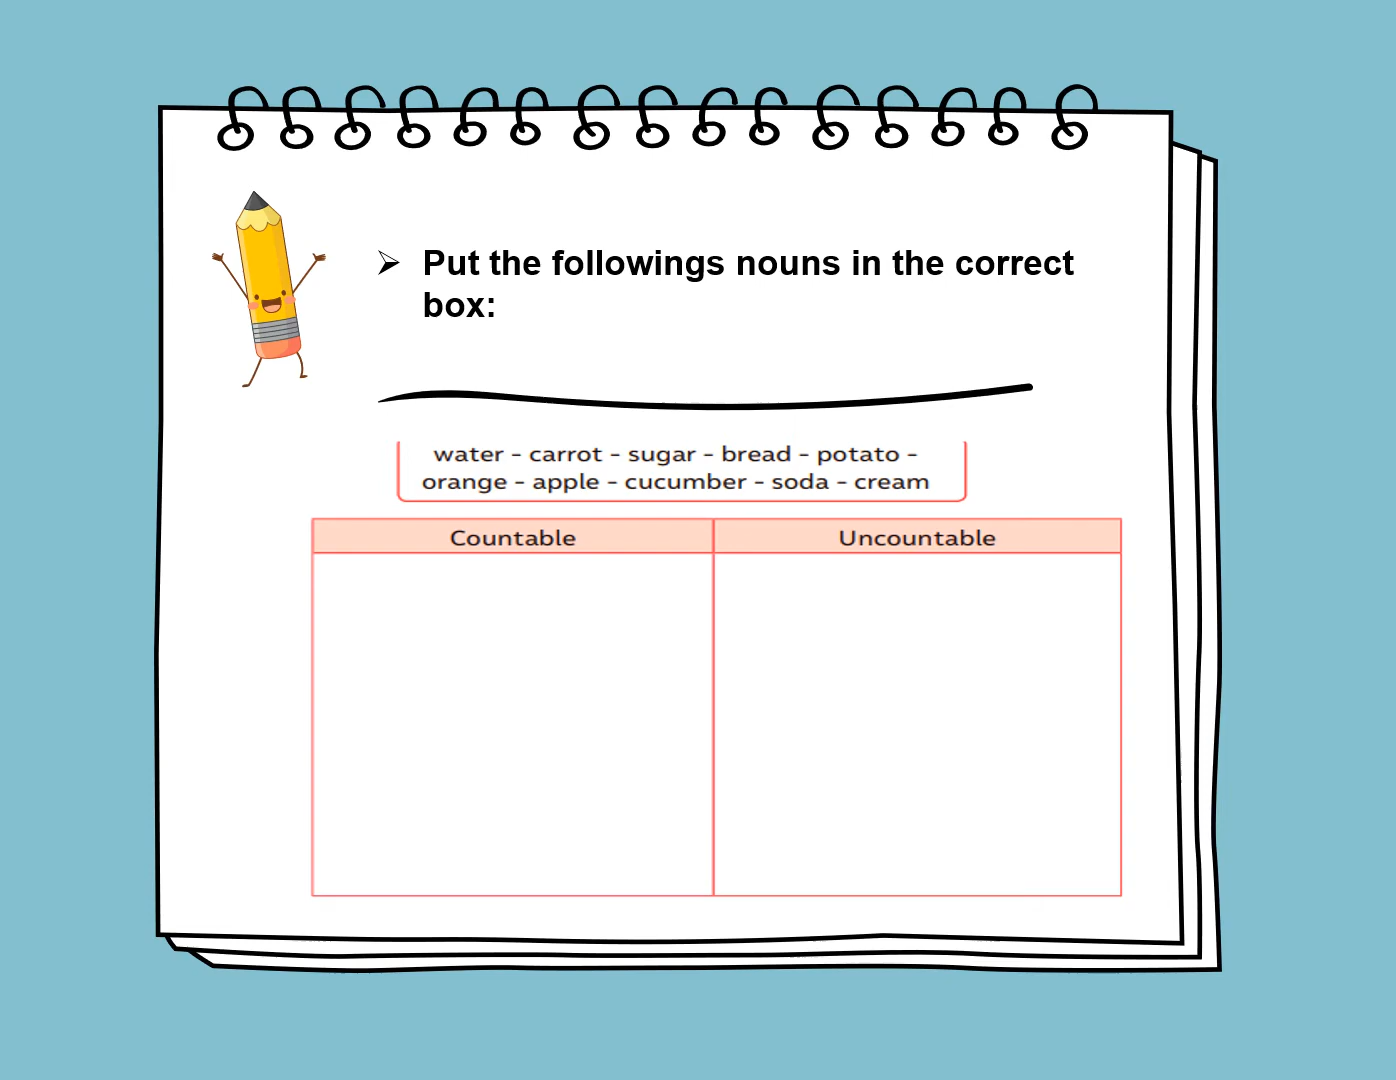 Put the followings nouns in the correct
box:
water - carrot - sugar - bread - potato -
orange - apple - cucumber - soda - cream
Countable
Uncountable